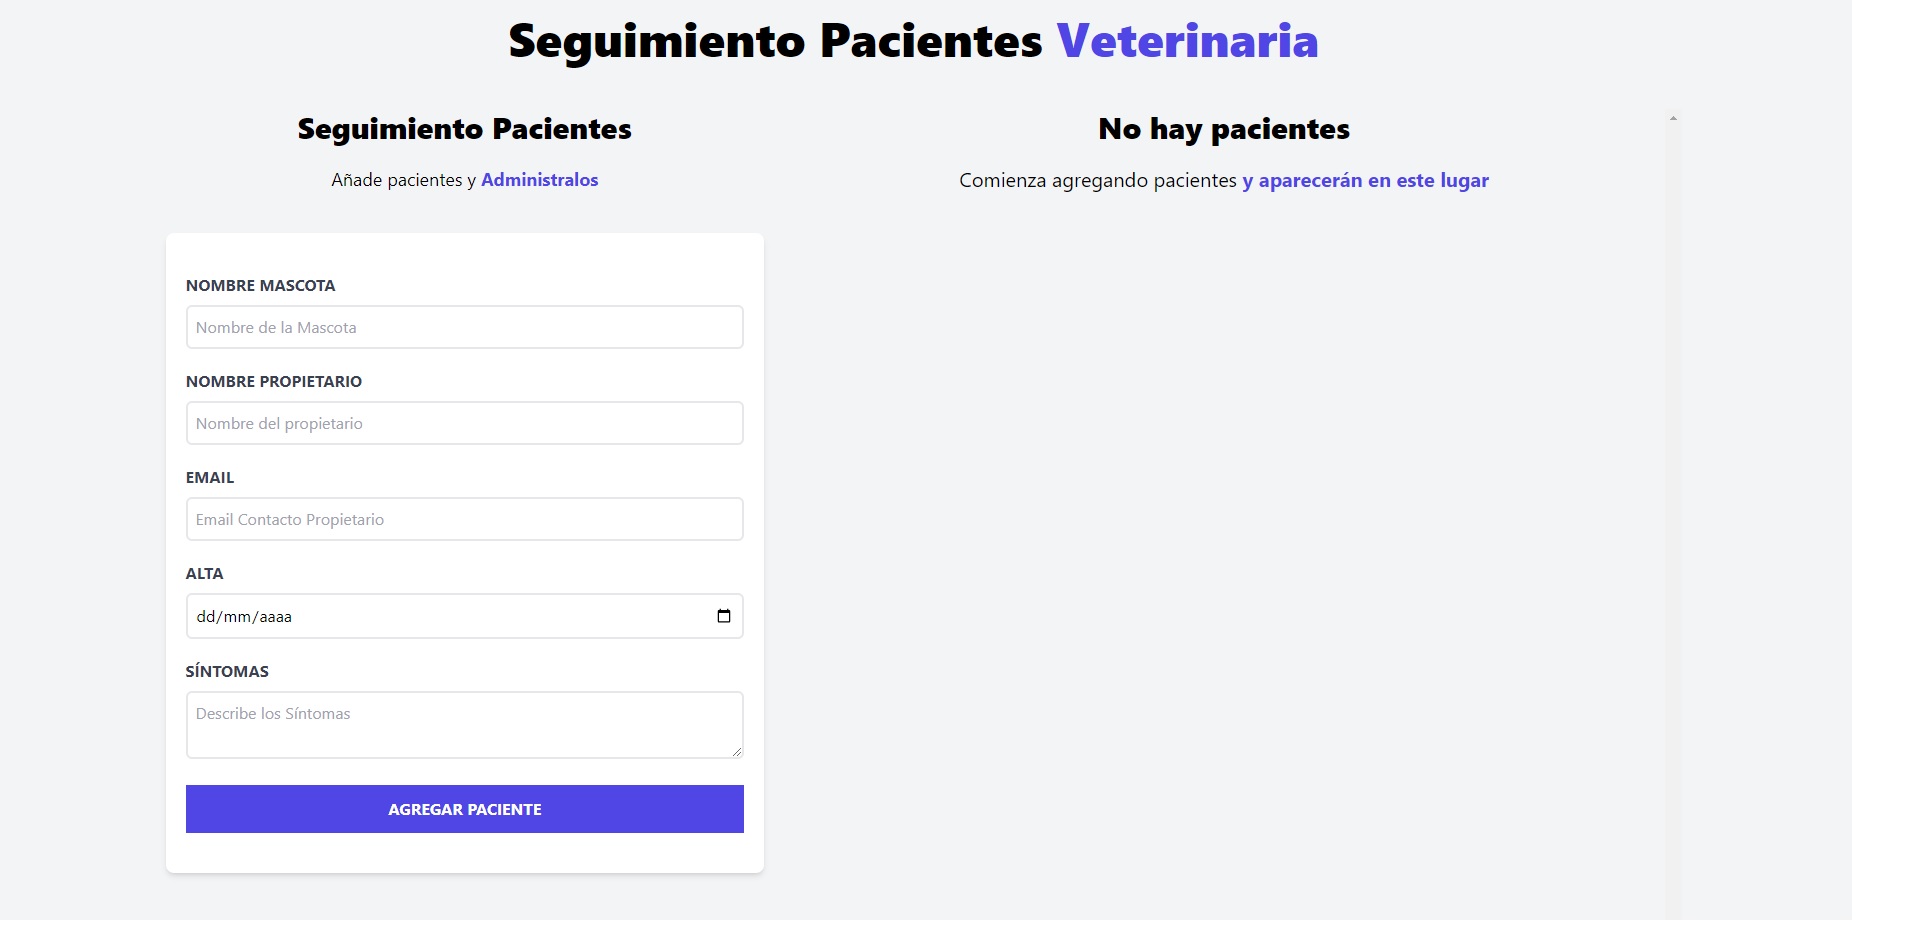 Seguimiento Pacientes Veterinaria
Seguimiento Pacientes
Añade pacientes y Administralos
NOMBRE MASCOTA
Nombre de la Mascota
NOMBRE PROPIETARIO
Nombre del propietario
EMAIL
Email Contacto Propietario
ALTA
dd/mm/aaaa
SÍNTOMAS
Describe los Síntomas
AGREGAR PACIENTE
No hay pacientes
Comienza agregando pacientes y aparecerán en este lugar